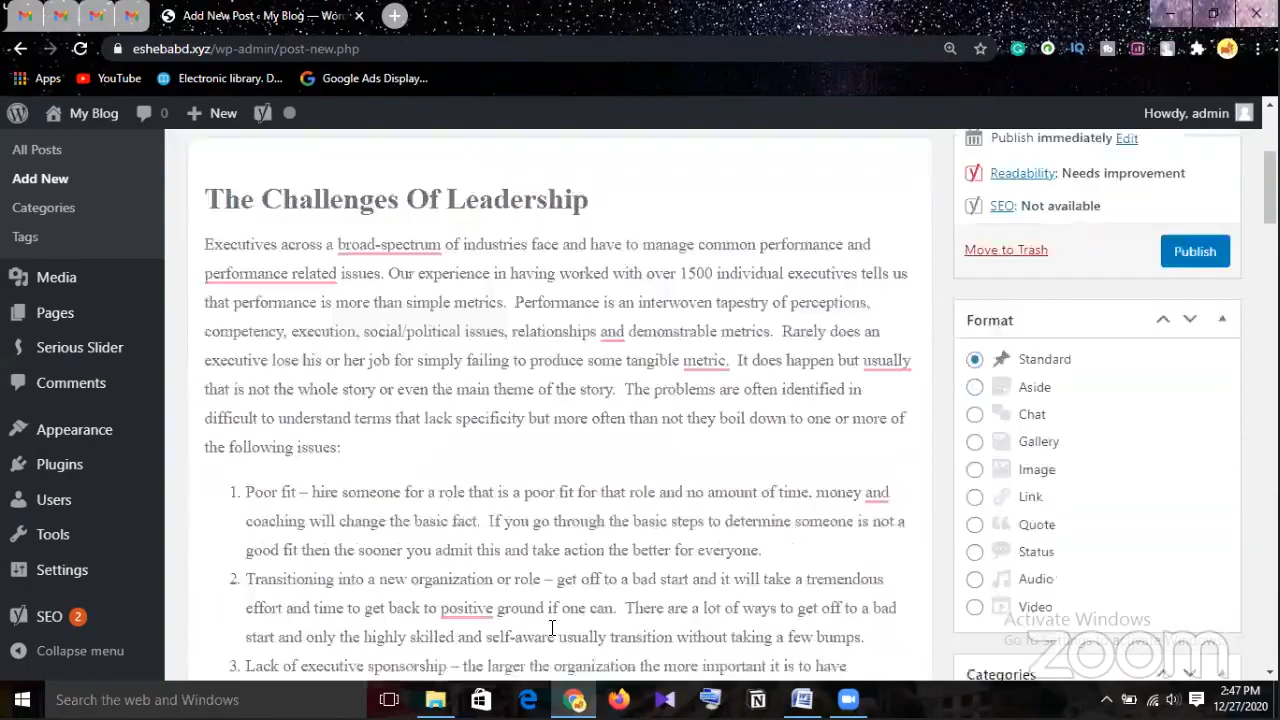 Add New Post ‹ My Blog — Wor
eshebabd.xyz/wp-admin/post-new.php
Apps
YouTube
Electronic library. D...
Google Ads Display...
My Blog
0
New
Howdy, admin
All Posts
Add New
Categories
Tags
Media
Pages
Serious Slider
Comments
Appearance
Plugins
Users
Tools
Settings
SEO 2
Collapse menu
The Challenges Of Leadership
Executives across a broad-spectrum of industries face and have to manage common performance and
performance related issues. Our experience in having worked with over 1500 individual executives tells us
that performance is more than simple metrics.  Performance is an interwoven tapestry of perceptions,
competency, execution, social/political issues, relationships and demonstrable metrics.  Rarely does an
executive lose his or her job for simply failing to produce some tangible metric.  It does happen but usually
that is not the whole story or even the main theme of the story.  The problems are often identified in
difficult to understand terms that lack specificity but more often than not they boil down to one or more of
the following issues:
1. Poor fit – hire someone for a role that is a poor fit for that role and no amount of time, money and
coaching will change the basic fact.  If you go through the basic steps to determine someone is not a
good fit then the sooner you admit this and take action the better for everyone.
2. Transitioning into a new organization or role – get off to a bad start and it will take a tremendous
effort and time to get back to positive ground if one can.  There are a lot of ways to get off to a bad
start and only the highly skilled and self-aware usually transition without taking a few bumps.
3. Lack of executive sponsorship – the larger the organization the more important it is to have
Publish immediately Edit
Readability: Needs improvement
SEO: Not available
Move to Trash
Publish
Format
Standard
Aside
Chat
Gallery
Image
Link
Quote
Status
Audio
Video
Activate Windows
Categories
zoom
Search the web and Windows
2:47 PM
12/27/2020